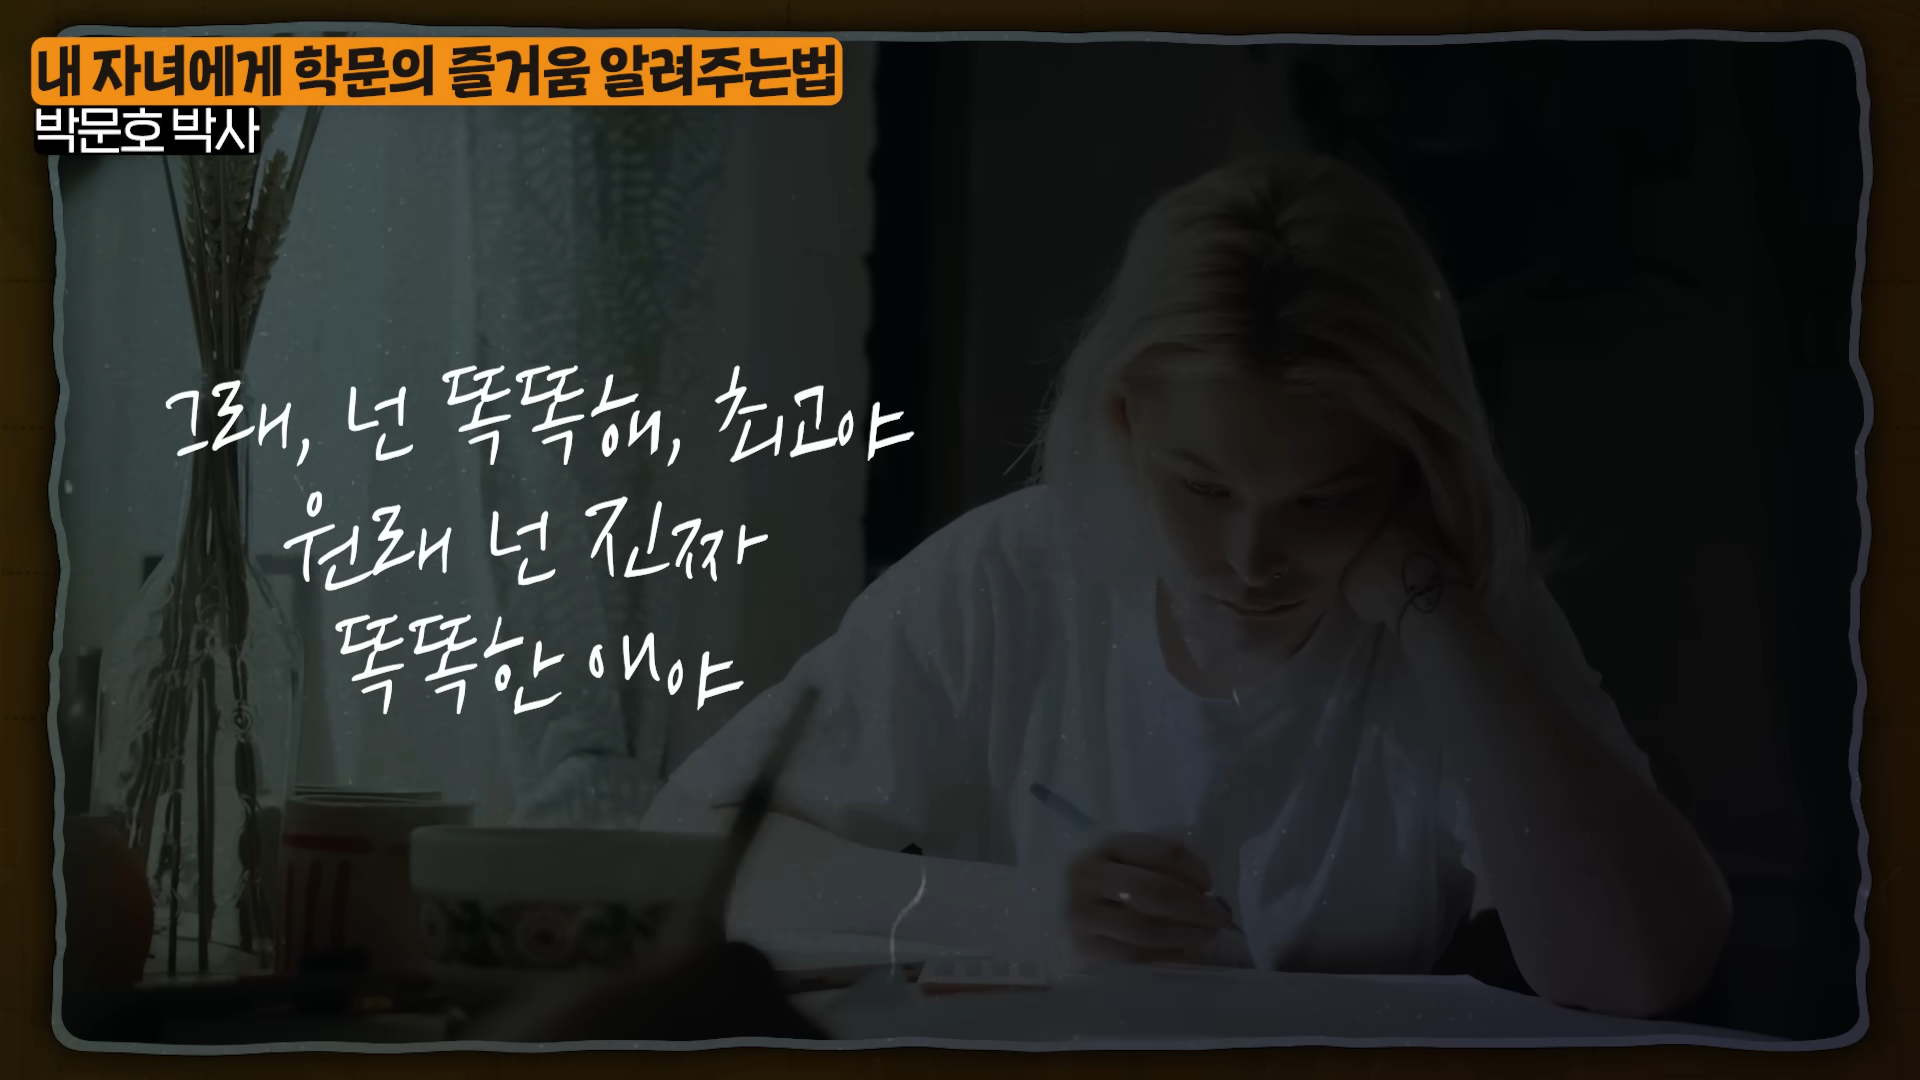 내 자녀에게 학문의 즐거움 알려주는법
박문호 박사
그래, 넌 똑똑해, 최고야
원래 넌 진짜
똑똑한 애야